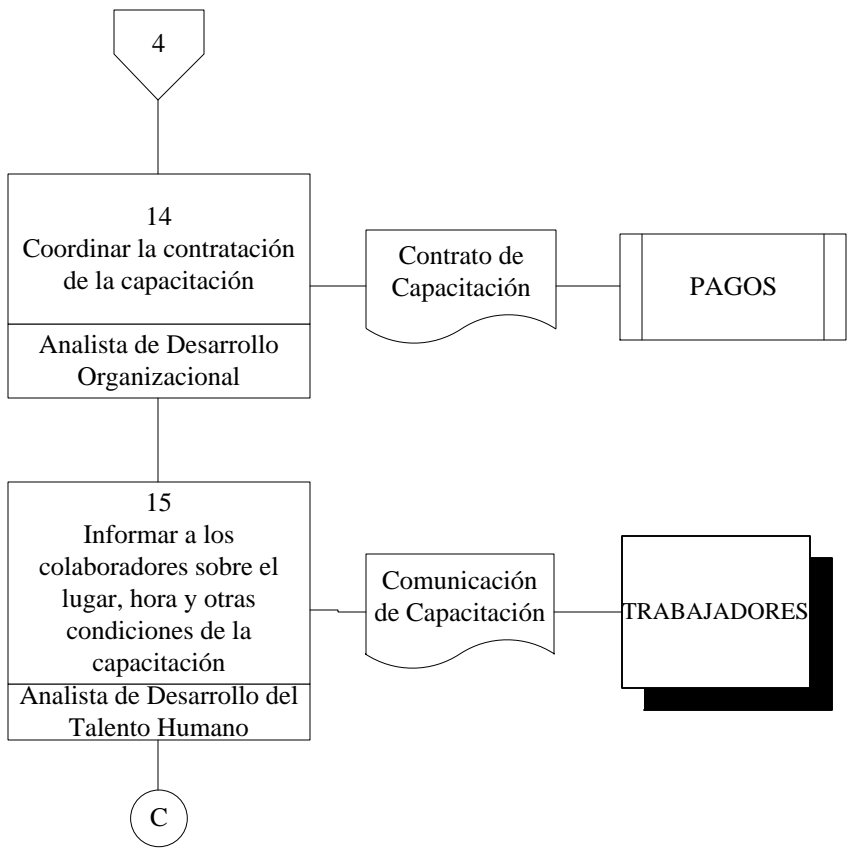 4
14
Coordinar la contratación
de la capacitación
Analista de Desarrollo
Organizacional
Contrato de
Capacitación
PAGOS
15
Informar a los
colaboradores sobre el
lugar, hora y otras
condiciones de la
capacitación
Analista de Desarrollo del
Talento Humano
Comunicación
de Capacitación
TRABAJADORES
C